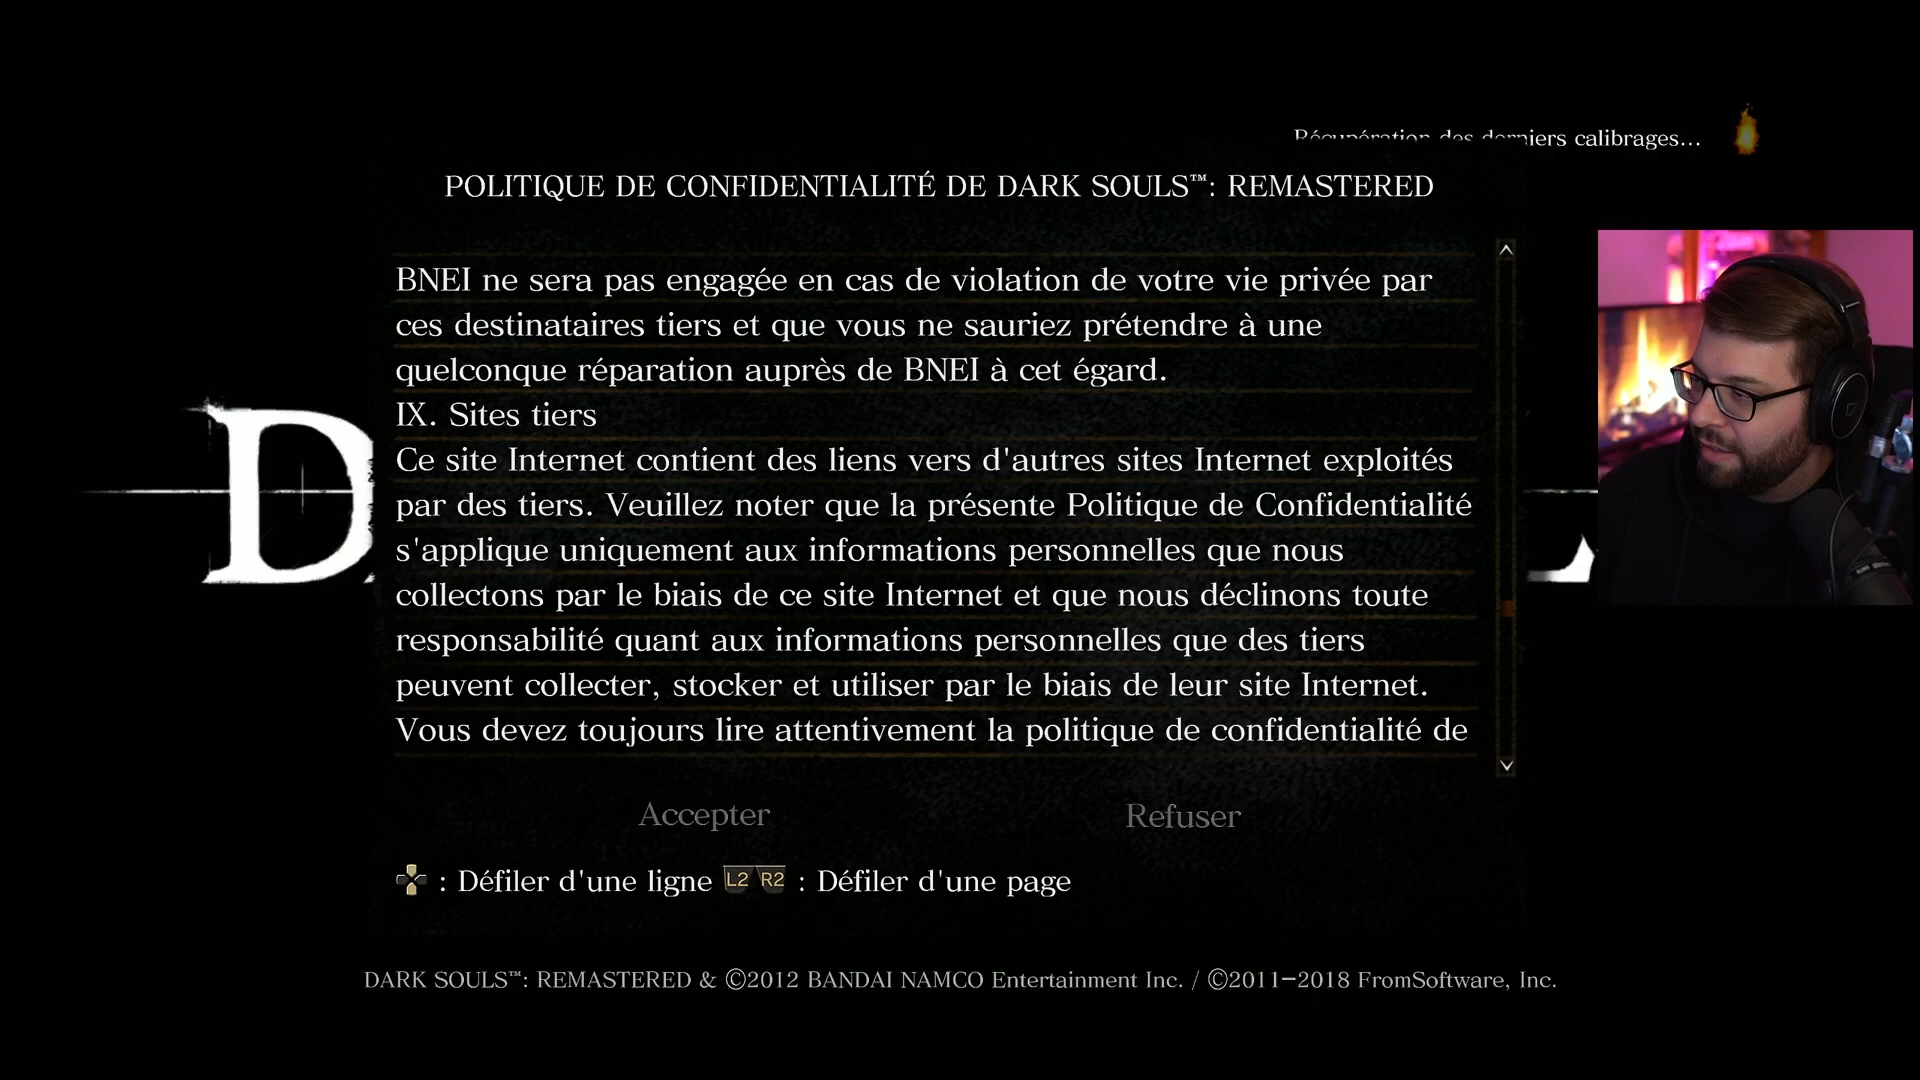 Récupération des derniers calibrages...
POLITIQUE DE CONFIDENTIALITÉ DE DARK SOULS™: REMASTERED
BNEI ne sera pas engagée en cas de violation de votre vie privée par
ces destinataires tiers et que vous ne sauriez prétendre à une
quelconque réparation auprès de BNEI à cet égard.
IX. Sites tiers
Ce site Internet contient des liens vers d'autres sites Internet exploités
par des tiers. Veuillez noter que la présente Politique de Confidentialité
s'applique uniquement aux informations personnelles que nous
collectons par le biais de ce site Internet et que nous déclinons toute
responsabilité quant aux informations personnelles que des tiers
peuvent collecter, stocker et utiliser par le biais de leur site Internet.
Vous devez toujours lire attentivement la politique de confidentialité de
D
Accepter Refuser
: Défiler d'une ligne L2 R2 : Défiler d'une page
DARK SOULS™: REMASTERED & ©2012 BANDAI NAMCO Entertainment Inc. / ©2011–2018 FromSoftware, Inc.